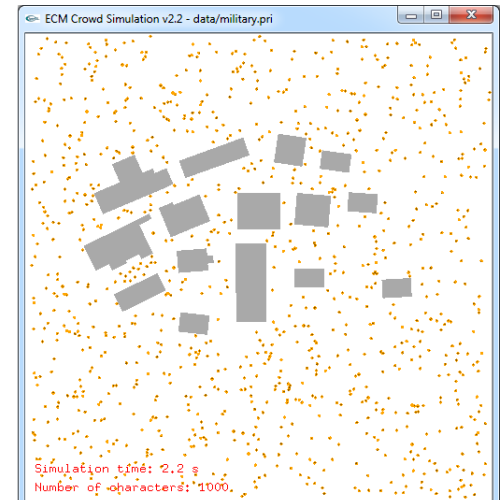 ECM Crowd Simulation v2.2 - data/military.pri
Simulation time: 2.2 s
Number of characters: 1000